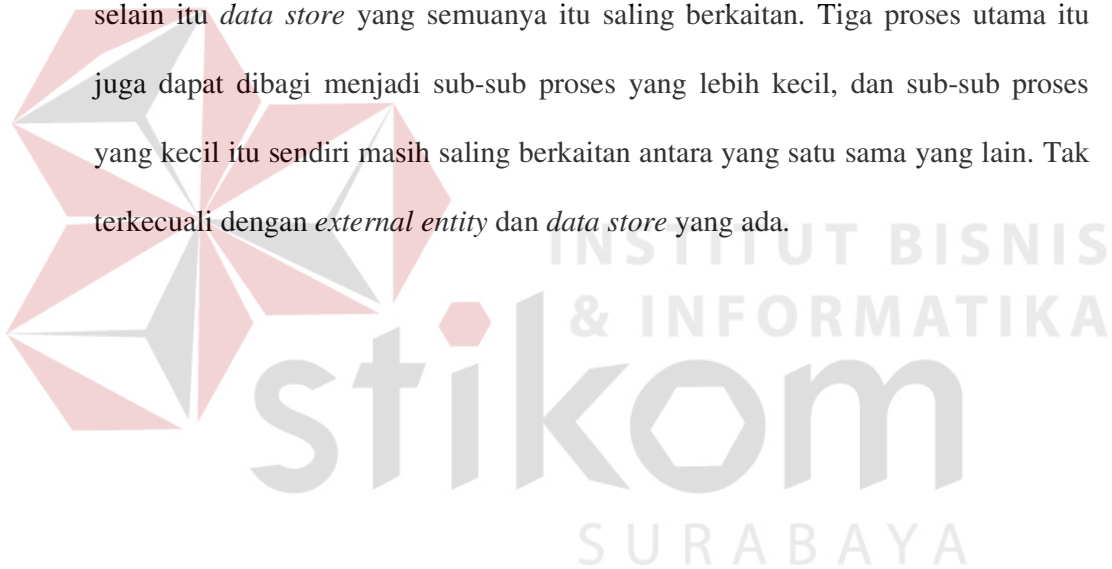 selain itu data store yang semuanya itu saling berkaitan. Tiga proses utama itu
juga dapat dibagi menjadi sub-sub proses yang lebih kecil, dan sub-sub proses
yang kecil itu sendiri masih saling berkaitan antara yang satu sama yang lain. Tak
terkecuali dengan external entity dan data store yang ada.
INSTITUT BISNIS
& INFORMATIKA
stikom
SURABAYA